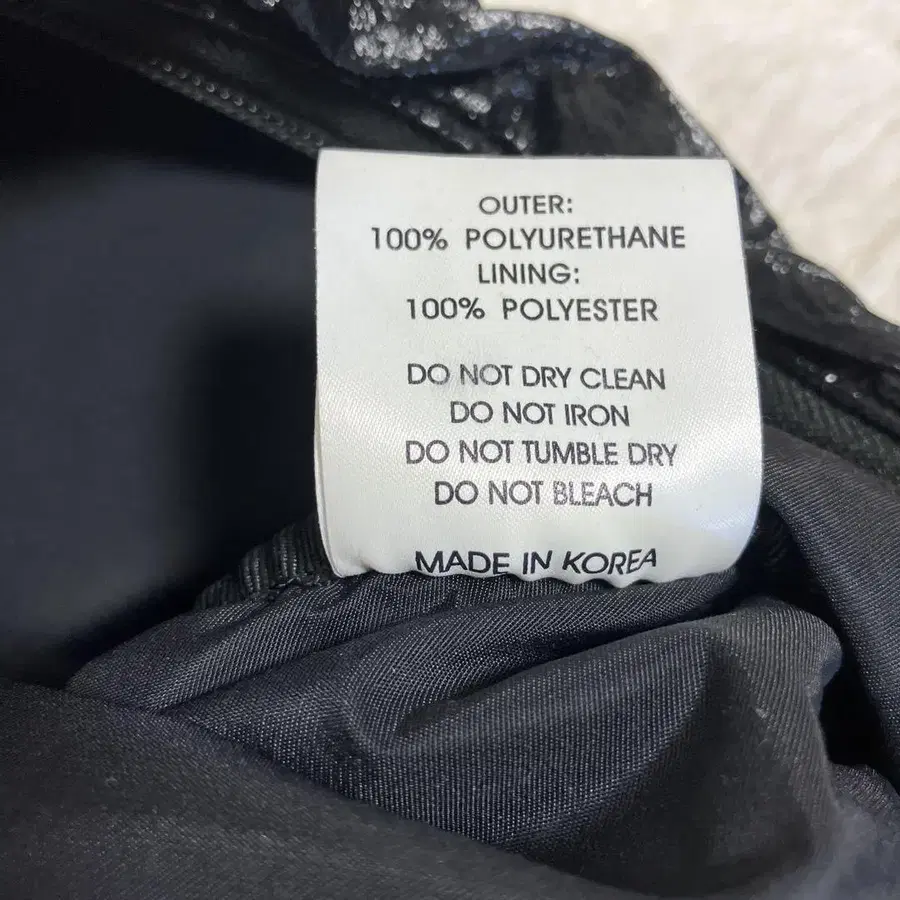 OUTER:
100% POLYURETHANE
LINING:
100% POLYESTER
DO NOT DRY CLEAN
DO NOT IRON
DO NOT TUMBLE DRY
DO NOT BLEACH
MADE IN KOREA